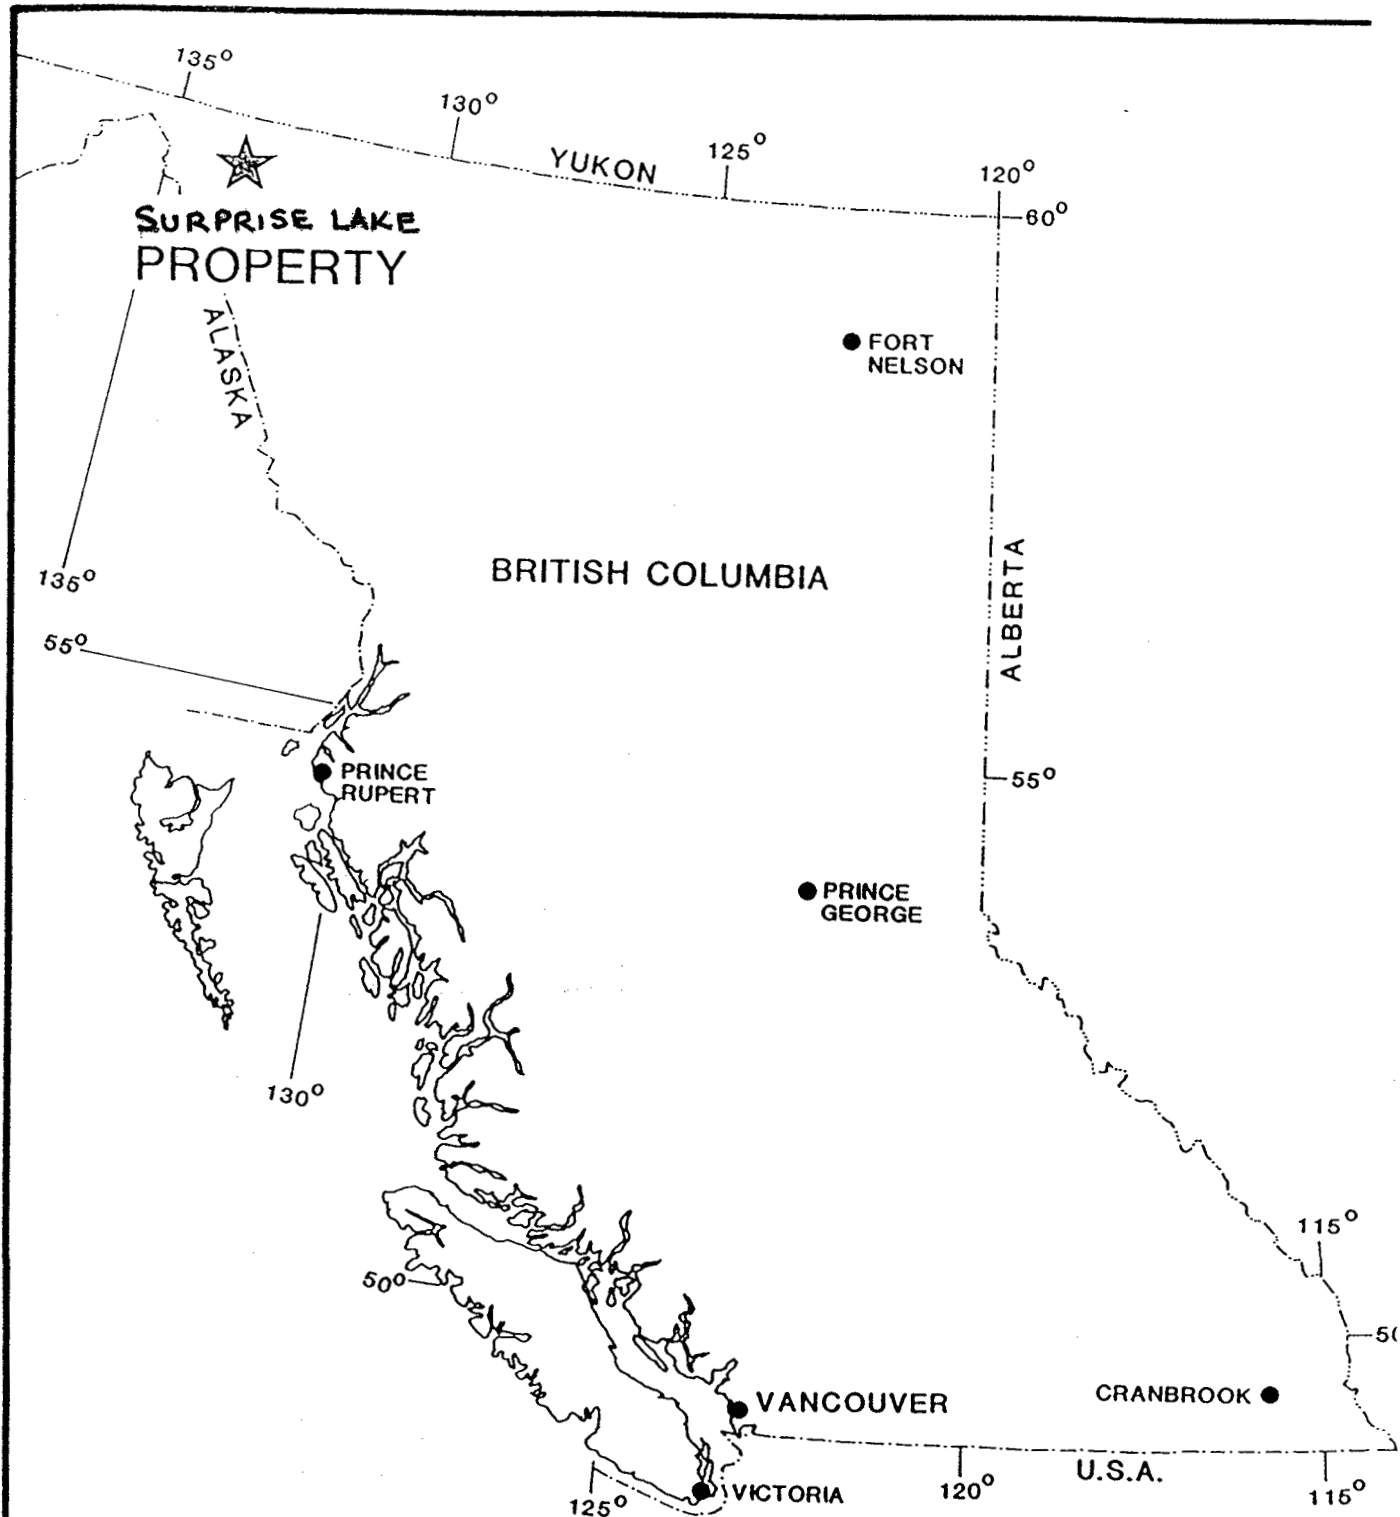 135°
130°
YUKON
125°
120°
60°
SURPRISE LAKE
PROPERTY
ALASKA
FORT
NELSON
135°
BRITISH COLUMBIA
ALBERTA
55°
PRINCE
RUPERT
55°
PRINCE
GEORGE
130°
115°
50°
50
CRANBROOK
VANCOUVER
U.S.A.
VICTORIA
125°
120°
115°